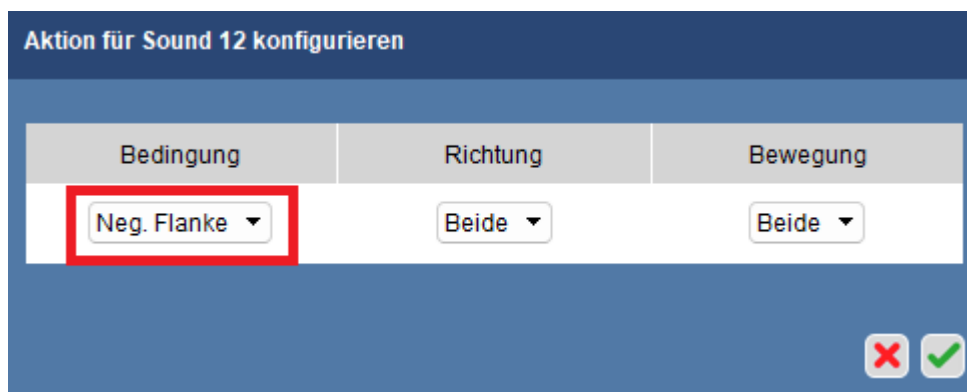 Aktion für Sound 12 konfigurieren
Bedingung Richtung Bewegung
Neg. Flanke Beide Beide